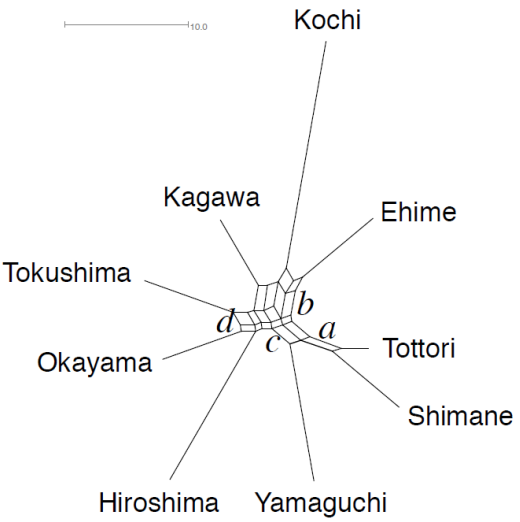 Kochi
10.0
Kagawa
Ehime
Tokushima
b
d
a
c
Tottori
Okayama
Shimane
Hiroshima
Yamaguchi